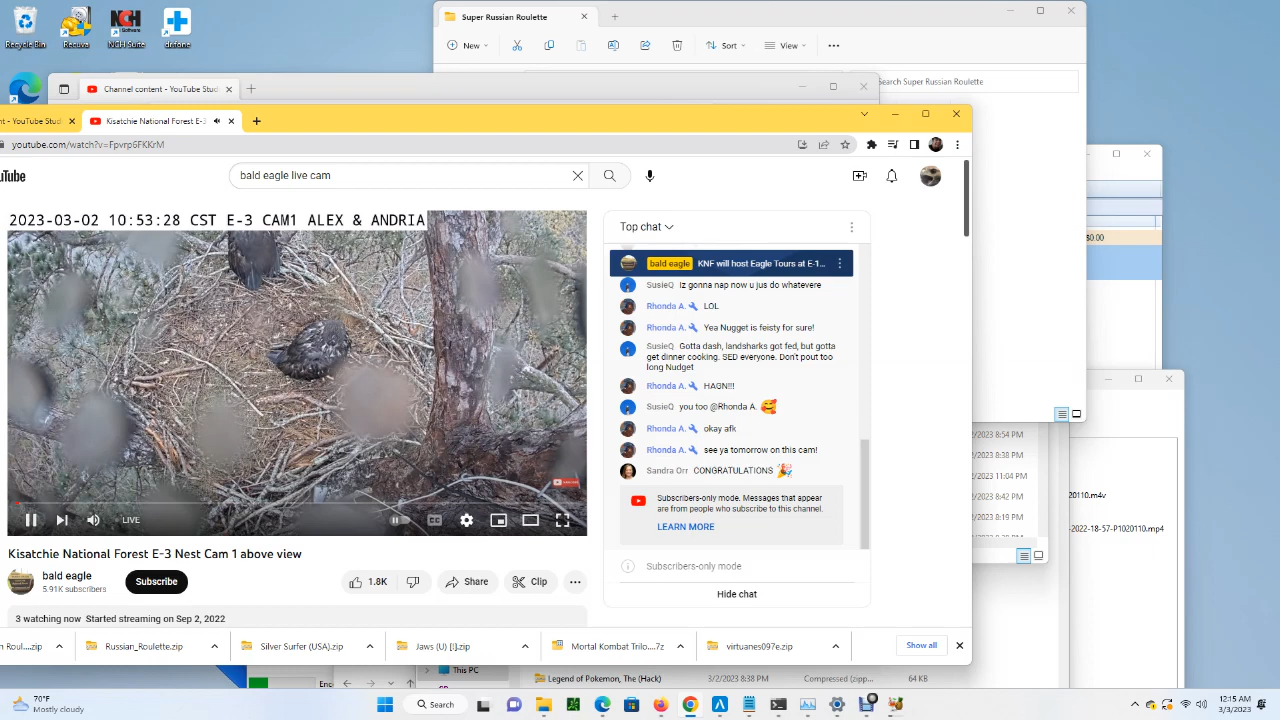 Super Russian Roulette
Recycle Bin
Recuva
NCH Suite
drfone
New
Sort
View
Search Super Russian Roulette
Channel content - YouTube Stud
nt - YouTube Stud
Kisatchie National Forest E-3
youtube.com/watch?v=Fpvrp6FKKrM
uTube
bald eagle live cam
2023-03-02 10:53:28 CST E-3 CAM1 ALEX & ANDRIA
LIVE
Top chat
bald eagle KNF will host Eagle Tours at E-1...
SusieQ Iz gonna nap now u jus do whatevere
Rhonda A. LOL
Rhonda A. Yea Nugget is feisty for sure!
SusieQ Gotta dash, landsharks got fed, but gotta
get dinner cooking. SED everyone. Don't pout too
long Nudget
Rhonda A. HAGN!!!
SusieQ you too @Rhonda A. 🥰
Rhonda A. okay afk
Rhonda A. see ya tomorrow on this cam!
Sandra Orr CONGRATULATIONS 🎉
Subscribers-only mode. Messages that appear
are from people who subscribe to this channel.
LEARN MORE
Subscribers-only mode
Hide chat
Kisatchie National Forest E-3 Nest Cam 1 above view
bald eagle
5.91K subscribers
Subscribe
1.8K
Share
Clip
3 watching now Started streaming on Sep 2, 2022
$0.00
2/2023 8:54 PM
2/2023 8:38 PM
2/2023 11:04 PM
2/2023 8:42 PM
2/2023 8:19 PM
20110.m4v
-2022-18-57-P1020110.mp4
n Roul....zip
Russian_Roulette.zip
Silver Surfer (USA).zip
Jaws (U) [!].zip
Mortal Kombat Trilo....7z
virtuanes097e.zip
Show all
Enc
This PC
Legend of Pokemon, The (Hack)
3/2/2023 8:38 PM
Compressed (zipp...
64 KB
70°F
Mostly cloudy
Search
12:15 AM
3/3/2023